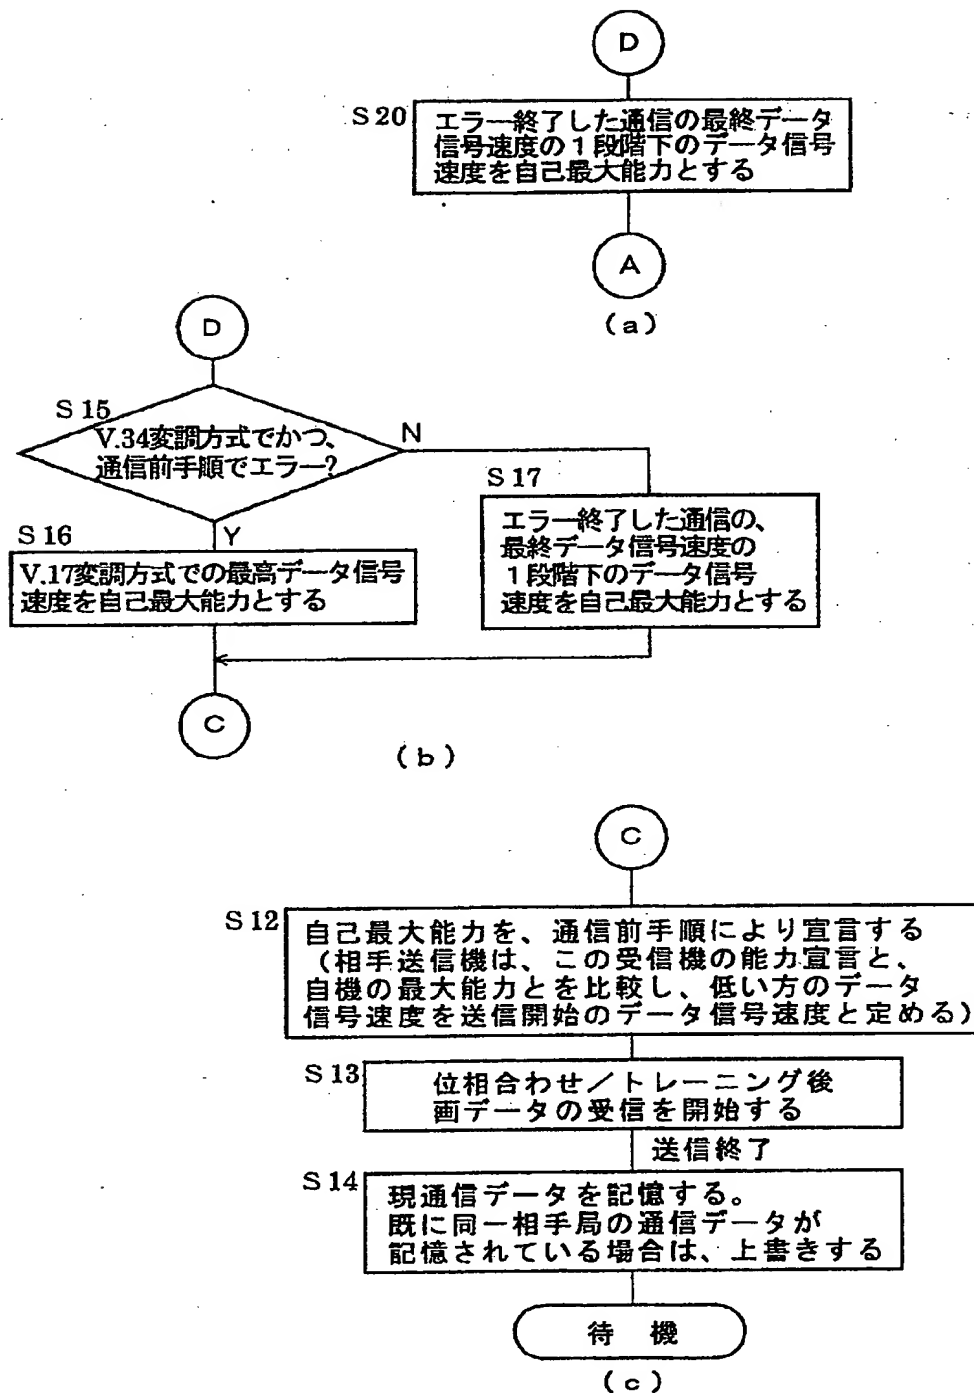 D
S20
エラー終了した通信の最終データ
信号速度の1段階下のデータ信号
速度を自己最大能力とする
A
(a)
D
S15
V.34変調方式でかつ、
通信前手順でエラー?
N
Y
S16
V.17変調方式での最高データ信号
速度を自己最大能力とする
S17
エラー終了した通信の、
最終データ信号速度の
1段階下のデータ信号
速度を自己最大能力とする
C
(b)
C
S12
自己最大能力を、通信前手順により宣言する
(相手送信機は、この受信機の能力宣言と、
自機の最大能力とを比較し、低い方のデータ
信号速度を送信開始のデータ信号速度と定める)
S13
位相合わせ/トレーニング後
画データの受信を開始する
送信終了
S14
現通信データを記憶する。
既に同一相手局の通信データが
記憶されている場合は、上書きする
待 機
(c)